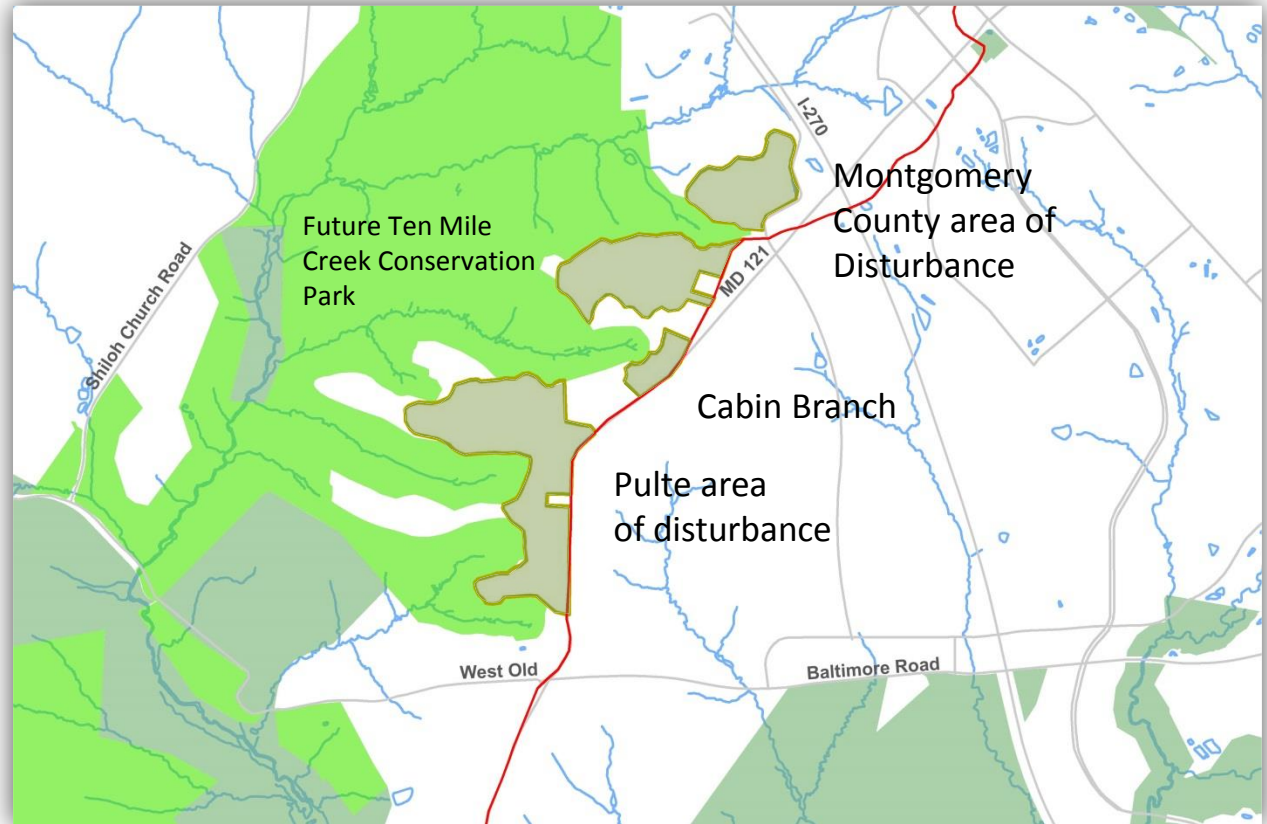 I-270
Montgomery
County area of
Disturbance
Future Ten Mile
Creek Conservation
Park
MD 121
Shiloh Church Road
Cabin Branch
Pulte area
of disturbance
West Old
Baltimore Road